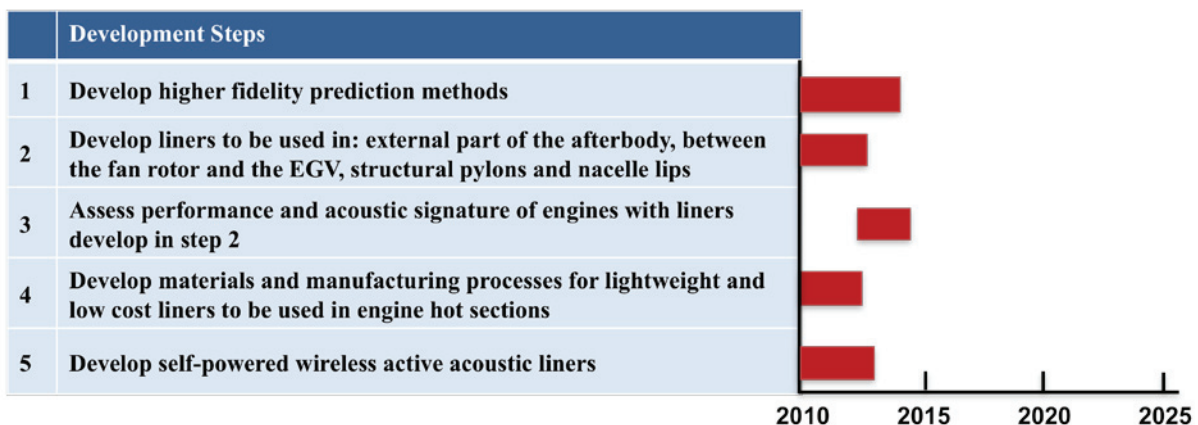 Development Steps
1 Develop higher fidelity prediction methods
2 Develop liners to be used in: external part of the afterbody, between
the fan rotor and the EGV, structural pylons and nacelle lips
3 Assess performance and acoustic signature of engines with liners
develop in step 2
4 Develop materials and manufacturing processes for lightweight and
low cost liners to be used in engine hot sections
5 Develop self-powered wireless active acoustic liners
2010 2015 2020 2025